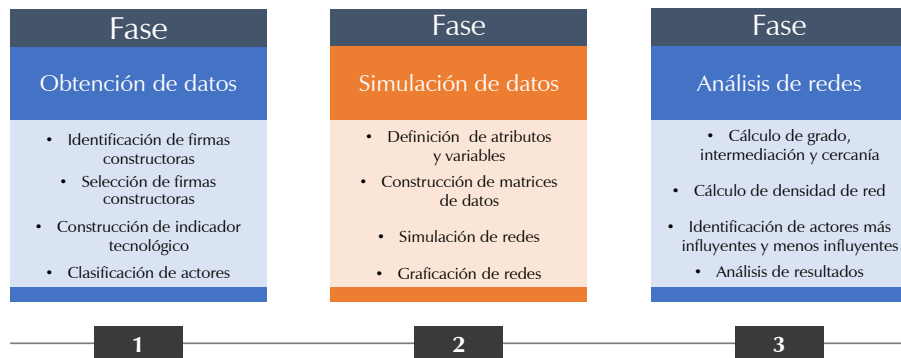 Fase
Obtención de datos
• Identificación de firmas
constructoras
• Selección de firmas
constructoras
• Construcción de indicador
tecnológico
• Clasificación de actores
1
Fase
Simulación de datos
• Definición de atributos
y variables
• Construcción de matrices
de datos
• Simulación de redes
• Graficación de redes
2
Fase
Análisis de redes
• Cálculo de grado,
intermediación y cercanía
• Cálculo de densidad de red
• Identificación de actores más
influyentes y menos influyentes
• Análisis de resultados
3